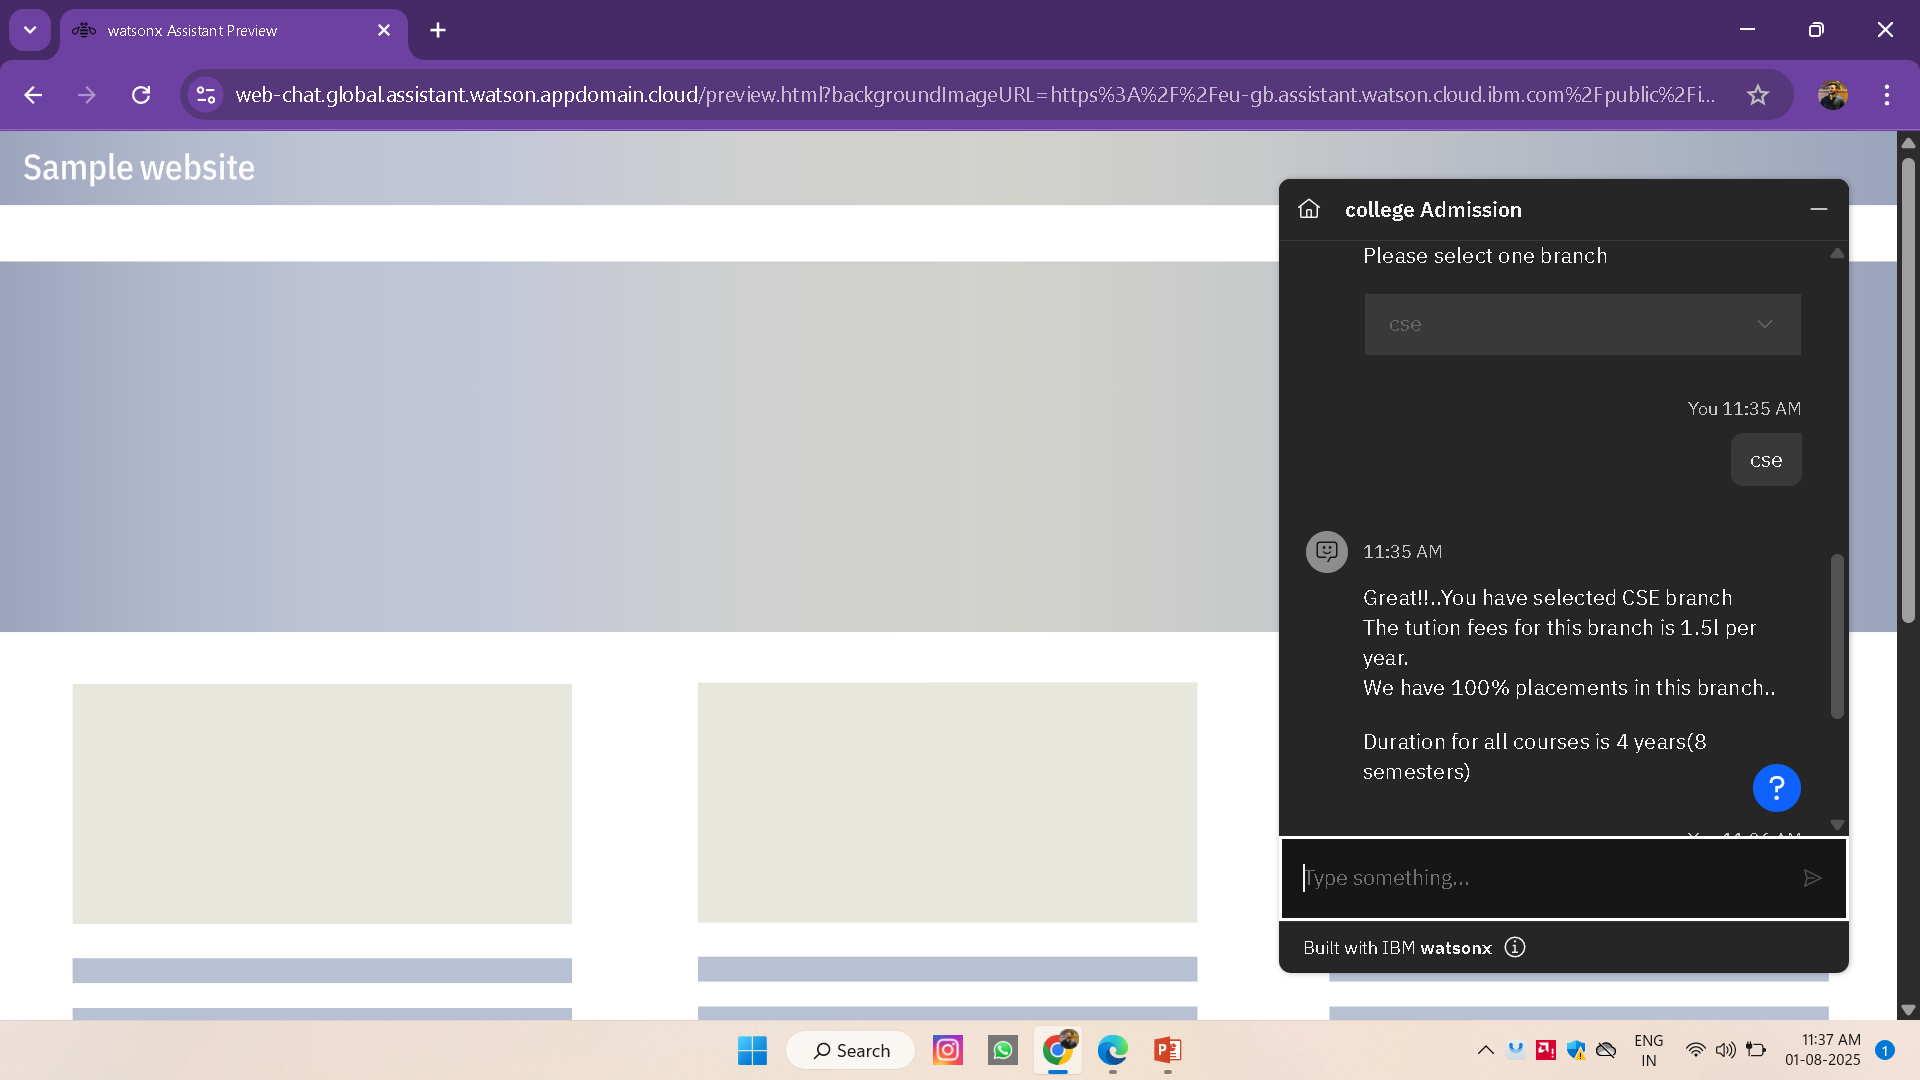 watsonx Assistant Preview
web-chat.global.assistant.watson.appdomain.cloud/preview.html?backgroundImageURL=https%3A%2F%2Feu-gb.assistant.watson.cloud.ibm.com%2Fpublic%2Fi...
Sample website
college Admission
Please select one branch
cse
You 11:35 AM
cse
11:35 AM
Great!!..You have selected CSE branch
The tution fees for this branch is 1.5l per
year.
We have 100% placements in this branch..
Duration for all courses is 4 years(8
semesters)
?
Type something...
Built with IBM watsonx
Search
ENG
IN
11:37 AM
01-08-2025
1